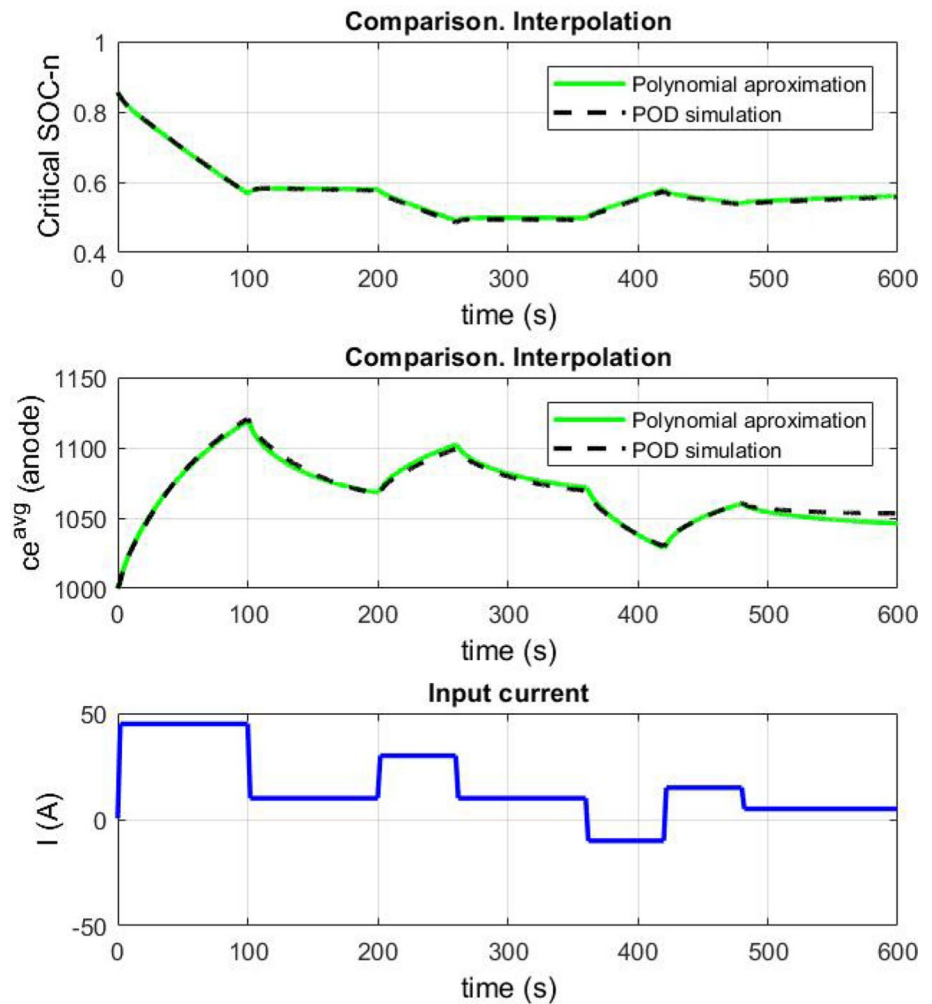 Comparison. Interpolation
1
0.8
0.6
0.4
Critical SOC-n
Polynomial aproximation
POD simulation
0 100 200 300 400 500 600
time (s)
Comparison. Interpolation
1150
1100
1050
1000
ce^avg (anode)
Polynomial aproximation
POD simulation
0 100 200 300 400 500 600
time (s)
Input current
50
0
-50
I (A)
0 100 200 300 400 500 600
time (s)